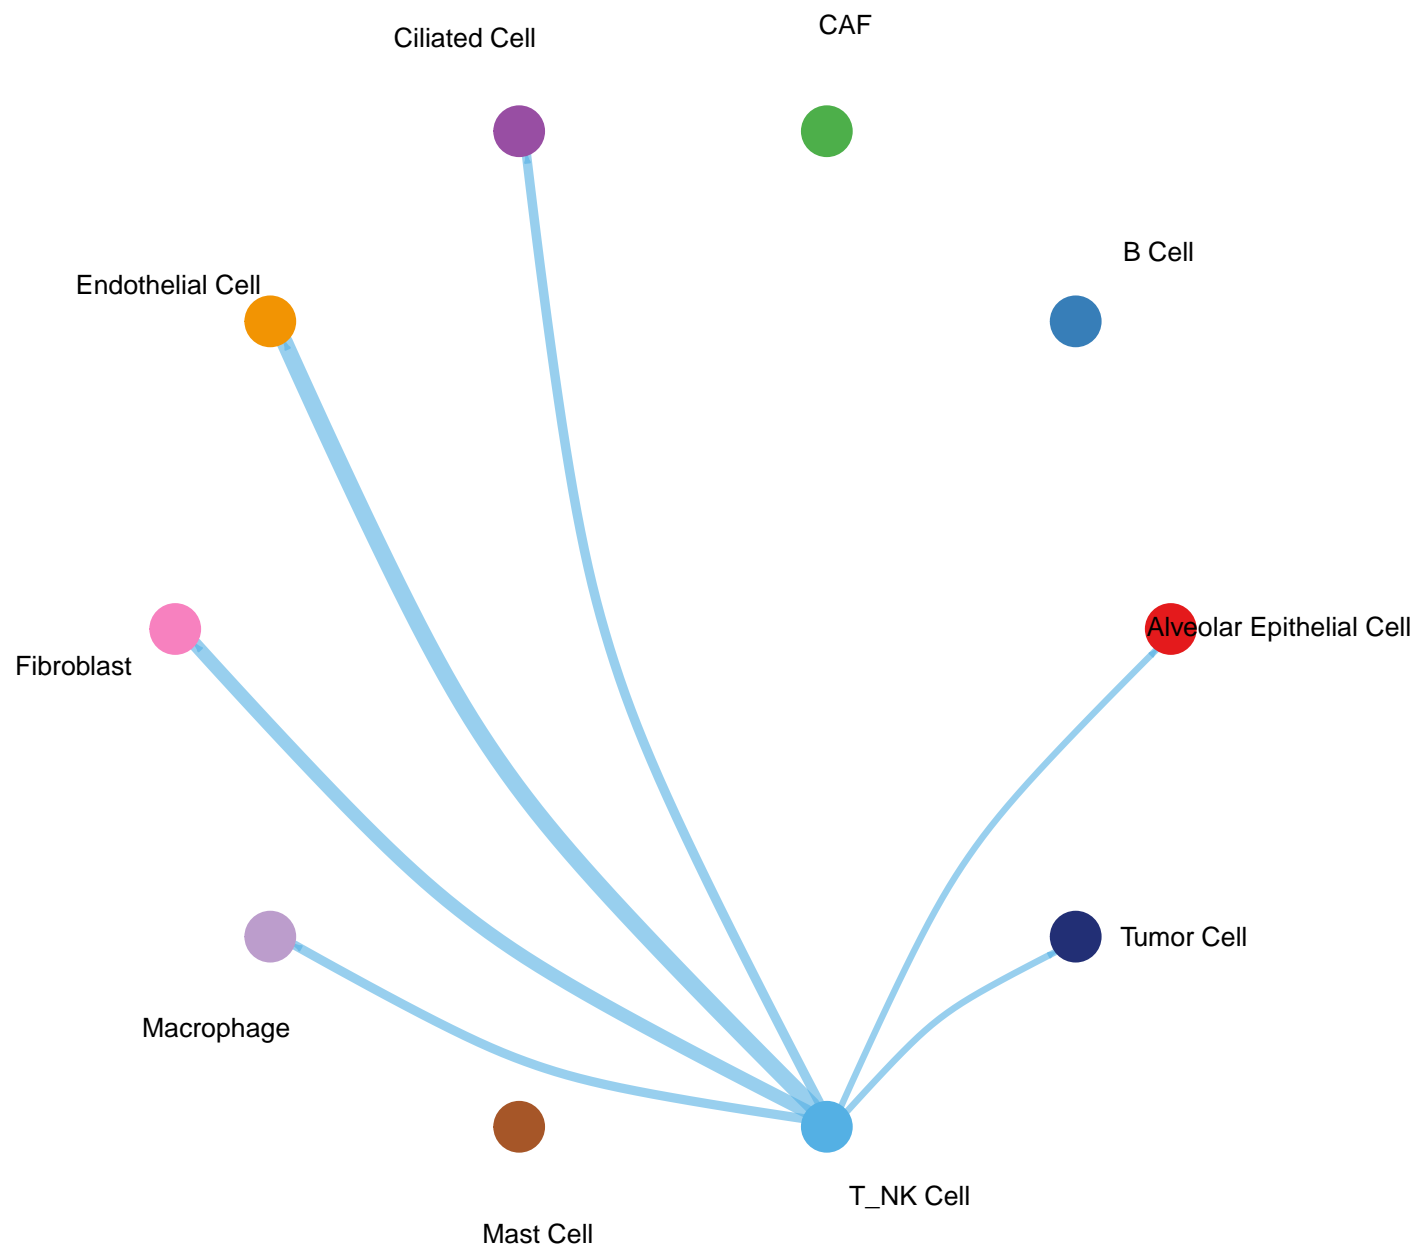 CAF
Ciliated Cell
B Cell
Endothelial Cell
Alveolar Epithelial Cell
Fibroblast
Tumor Cell
Macrophage
T_NK Cell
Mast Cell